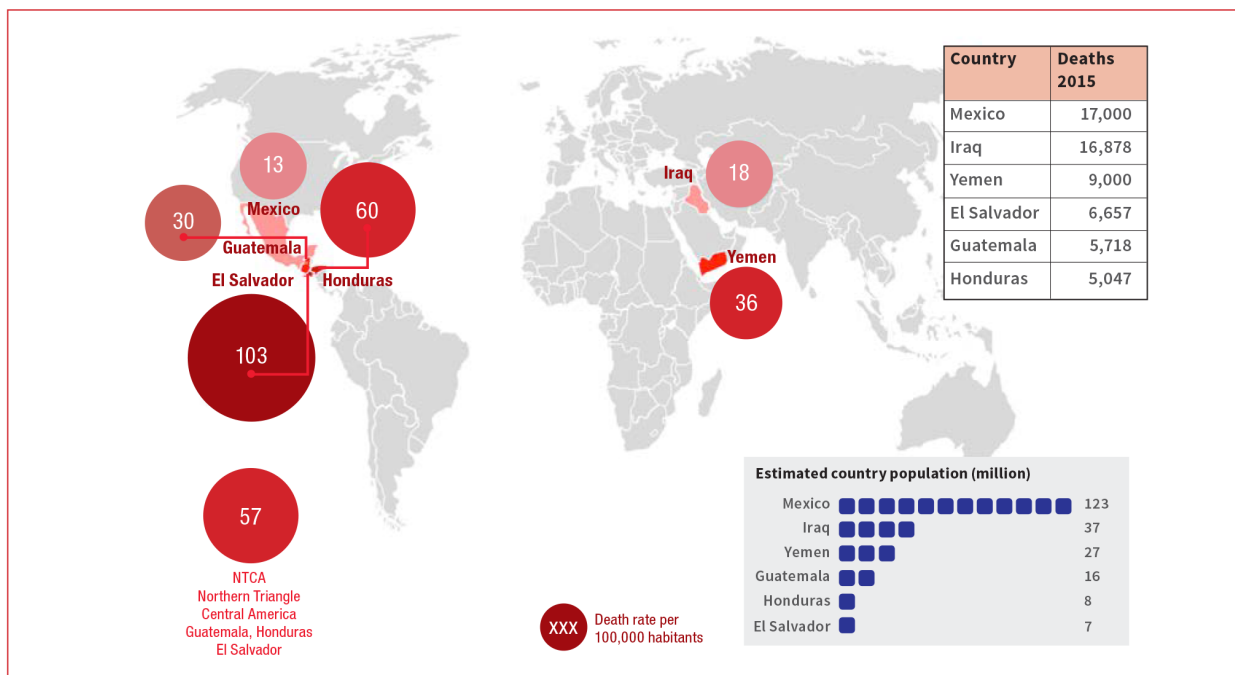 13
Mexico
30
60
Guatemala
El Salvador
Honduras
103
57
NTCA
Northern Triangle
Central America
Guatemala, Honduras
El Salvador
Iraq
18
Yemen
36
XXX
Death rate per
100,000 habitants
Country Deaths
2015
Mexico 17,000
Iraq 16,878
Yemen 9,000
El Salvador 6,657
Guatemala 5,718
Honduras 5,047
Estimated country population (million)
Mexico 123
Iraq 37
Yemen 27
Guatemala 16
Honduras 8
El Salvador 7